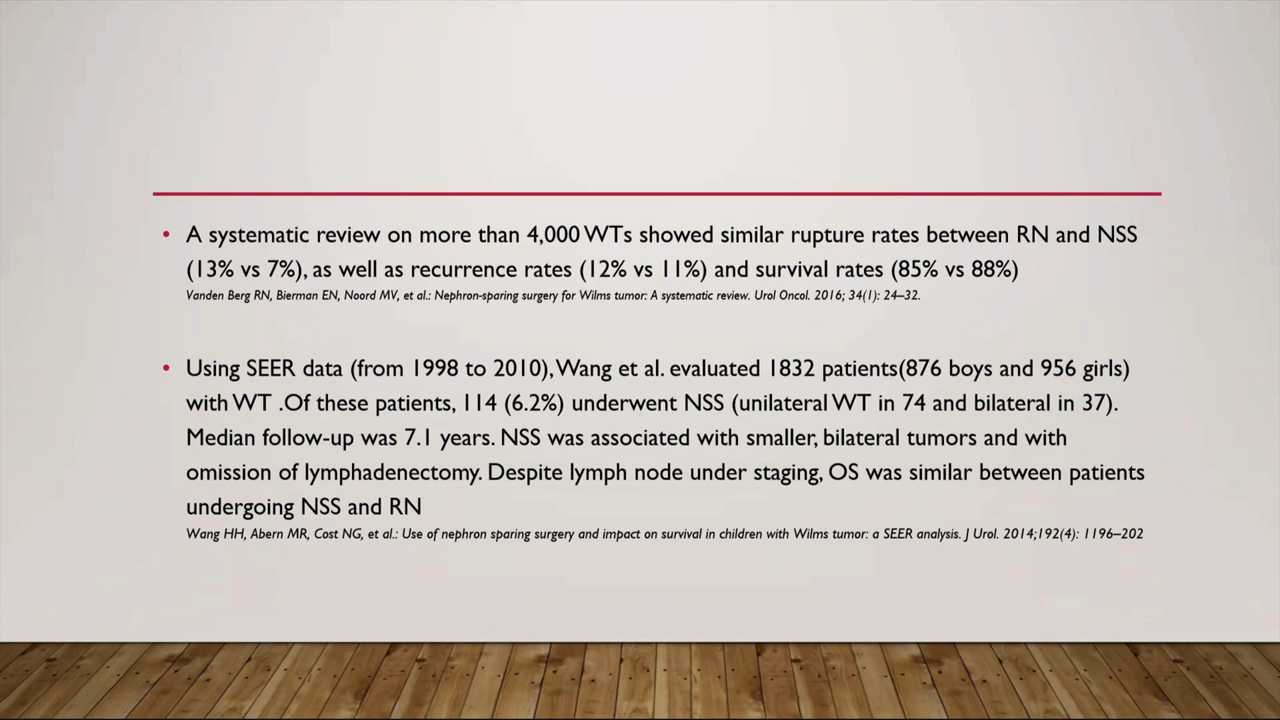 • A systematic review on more than 4,000 WTs showed similar rupture rates between RN and NSS
(13% vs 7%), as well as recurrence rates (12% vs 11%) and survival rates (85% vs 88%)
Vanden Berg RN, Bierman EN, Noord MV, et al.: Nephron-sparing surgery for Wilms tumor: A systematic review. Urol Oncol. 2016; 34(1): 24–32.
• Using SEER data (from 1998 to 2010), Wang et al. evaluated 1832 patients(876 boys and 956 girls)
with WT .Of these patients, 114 (6.2%) underwent NSS (unilateral WT in 74 and bilateral in 37).
Median follow-up was 7.1 years. NSS was associated with smaller, bilateral tumors and with
omission of lymphadenectomy. Despite lymph node under staging, OS was similar between patients
undergoing NSS and RN
Wang HH, Abern MR, Cost NG, et al.: Use of nephron sparing surgery and impact on survival in children with Wilms tumor: a SEER analysis. J Urol. 2014;192(4): 1196–202